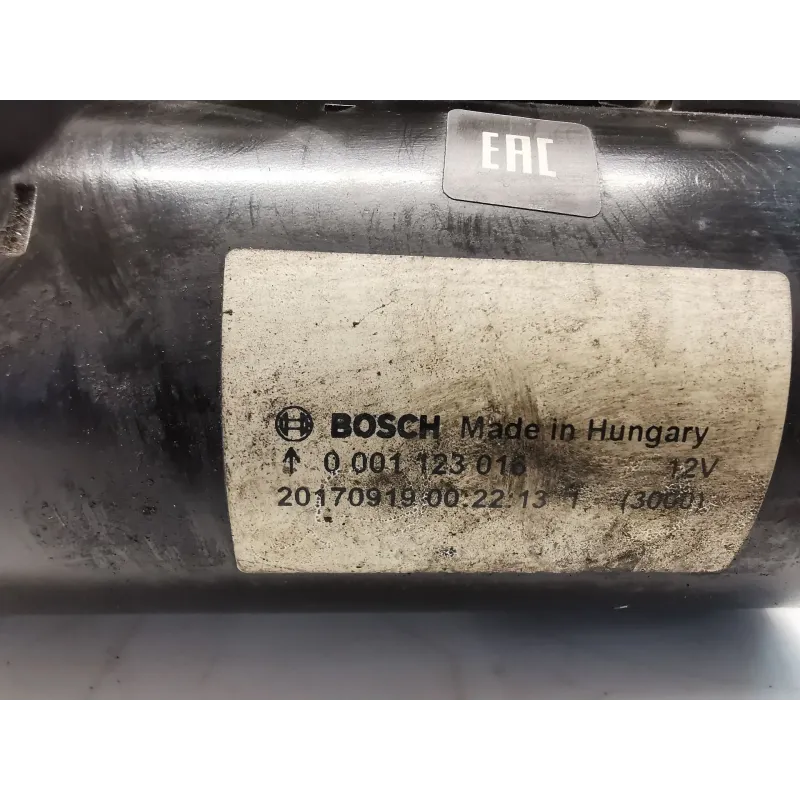 EAC
BOSCH Made in Hungary
↑ 0 001 123 016 12V
20170919 00:22:13 1 (3000)